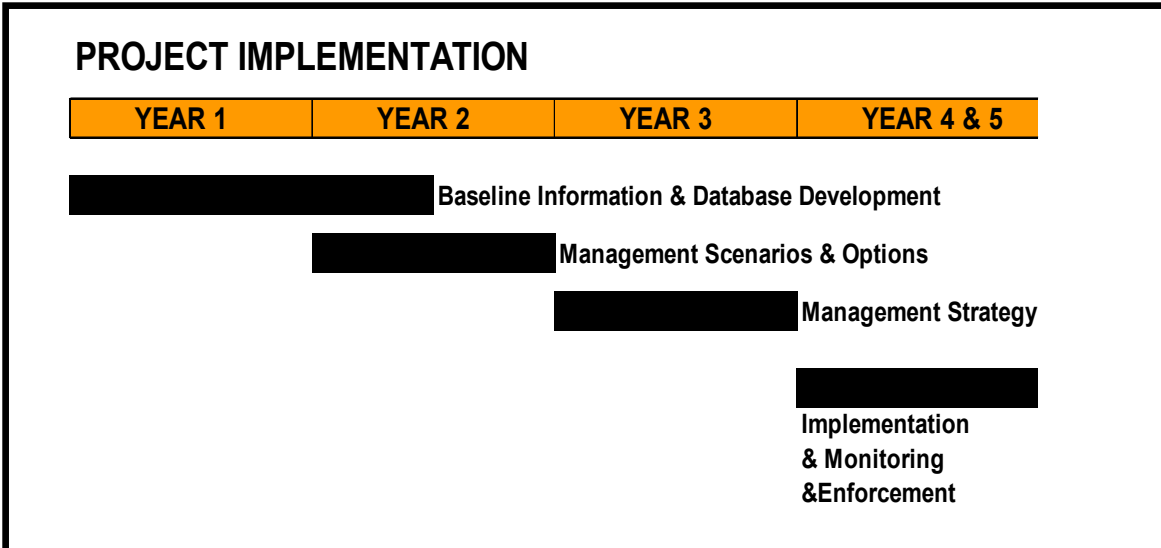 PROJECT IMPLEMENTATION
YEAR 1 YEAR 2 YEAR 3 YEAR 4 & 5
Baseline Information & Database Development
Management Scenarios & Options
Management Strategy
Implementation
& Monitoring
&Enforcement